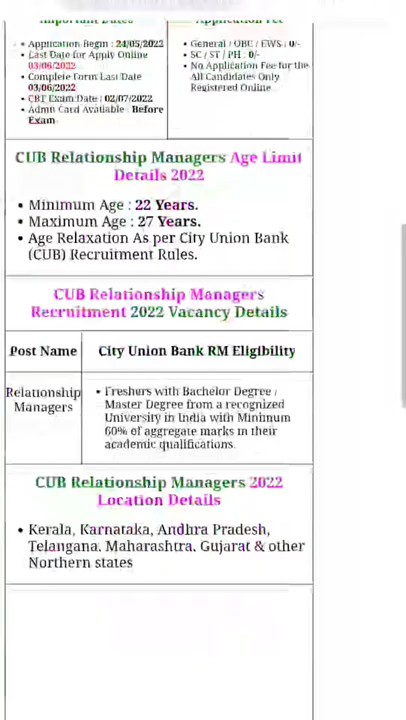 Important Dates
Application Fee
• Application Begin : 24/05/2022
• Last Date for Apply Online
03/06/2022
• Complete Form Last Date
03/06/2022
• CBT Exam Date : 02/07/2022
• Admit Card Available : Before
Exam
• General / OBC / EWS : 0/-
• SC / ST / PH : 0/-
• No Application Fee for the
All Candidates Only
Registered Online
CUB Relationship Managers Age Limit
Details 2022
• Minimum Age : 22 Years.
• Maximum Age : 27 Years.
• Age Relaxation As per City Union Bank
(CUB) Recruitment Rules.
CUB Relationship Managers
Recruitment 2022 Vacancy Details
Post Name
City Union Bank RM Eligibility
Relationship
Managers
• Freshers with Bachelor Degree /
Master Degree from a recognized
University in India with Minimum
60% of aggregate marks in their
academic qualifications.
CUB Relationship Managers 2022
Location Details
• Kerala, Karnataka, Andhra Pradesh,
Telangana, Maharashtra, Gujarat & other
Northern states